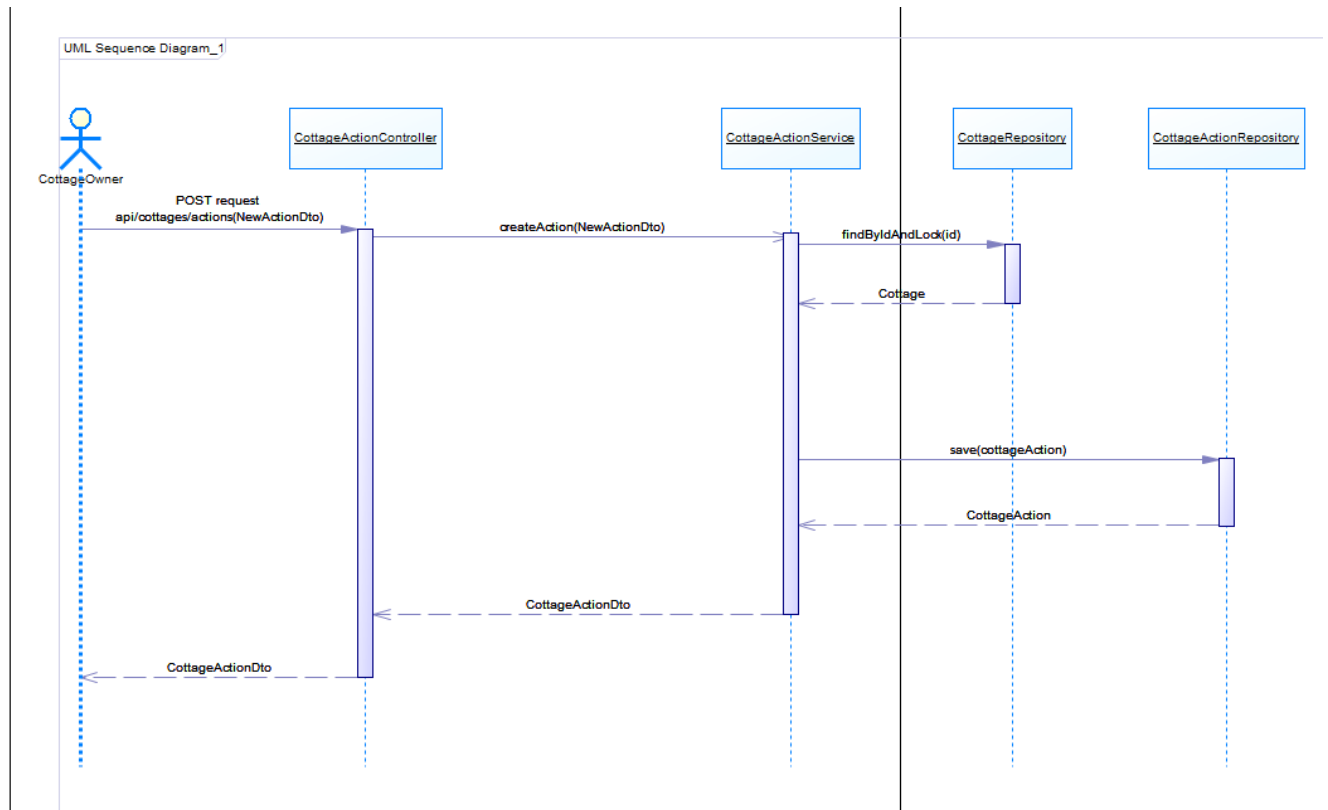 UML Sequence Diagram_1
CottageOwner
CottageActionController
CottageActionService
CottageRepository
CottageActionRepository
POST request
api/cottages/actions(NewActionDto)
createAction(NewActionDto)
findByIdAndLock(id)
Cottage
save(cottageAction)
CottageAction
CottageActionDto
CottageActionDto